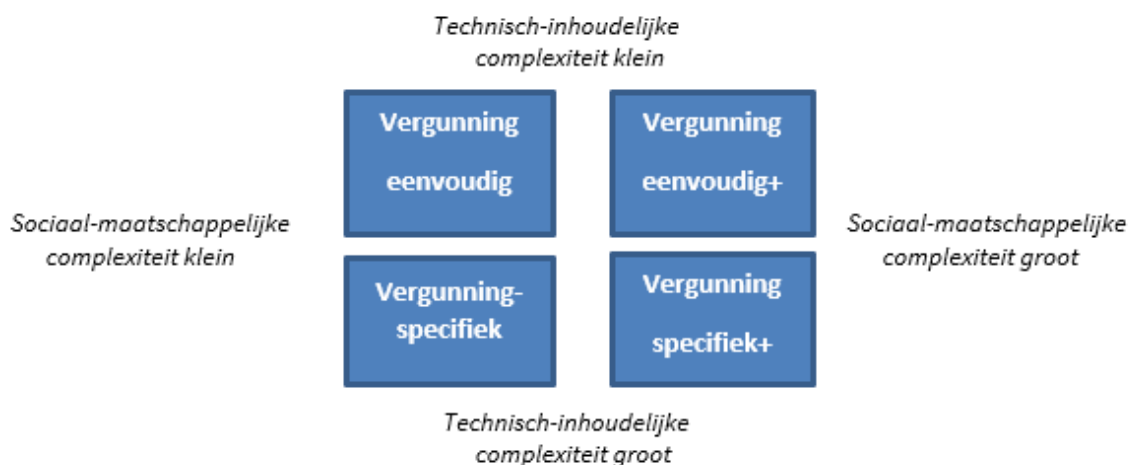 Technisch-inhoudelijke
complexiteit klein
Vergunning
eenvoudig
Vergunning
eenvoudig+
Sociaal-maatschappelijke
complexiteit klein
Sociaal-maatschappelijke
complexiteit groot
Vergunning-
specifiek
Vergunning
specifiek+
Technisch-inhoudelijke
complexiteit groot